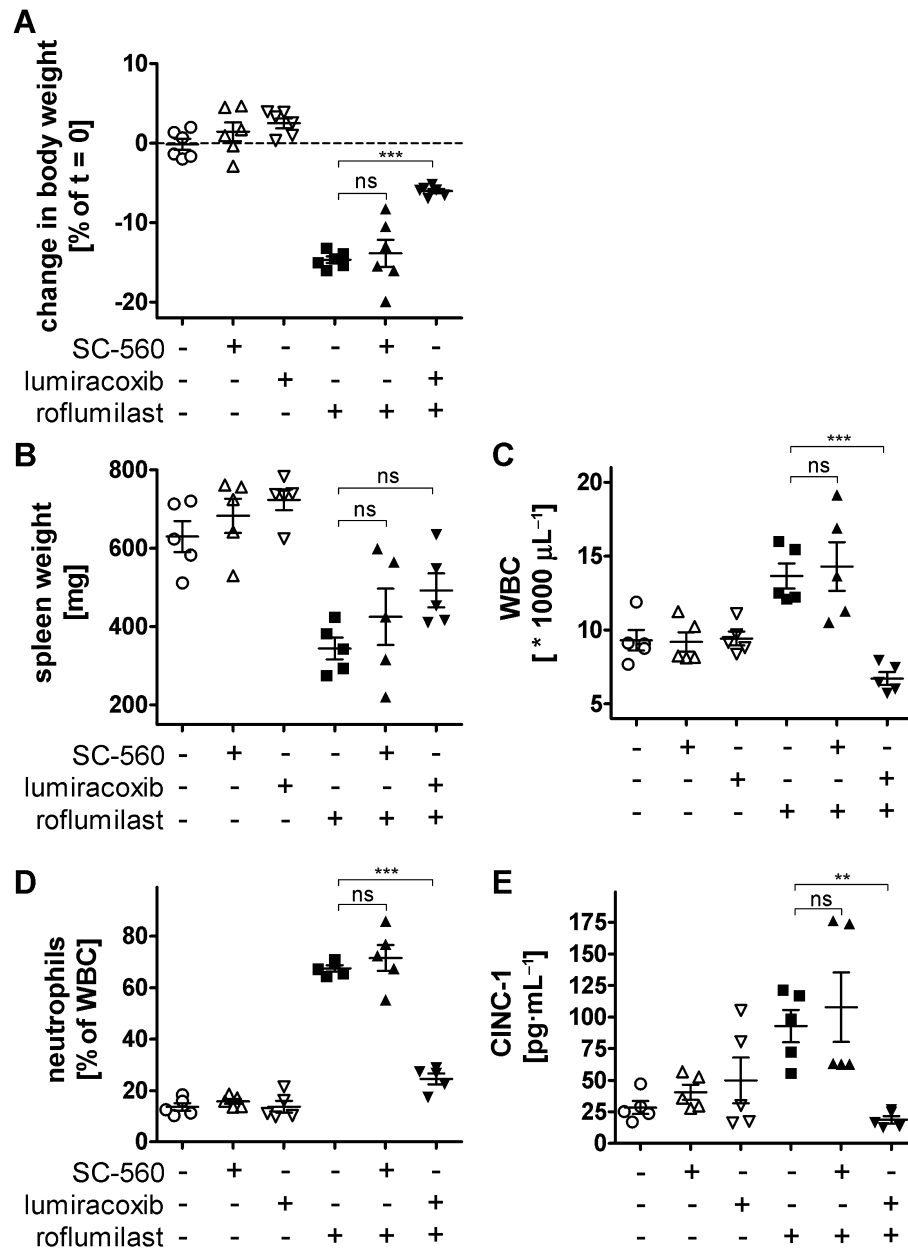 A
change in body weight
[% of t = 0]
10
0
-10
-20
***
ns
SC-560 - + - - + -
lumiracoxib - - + - - +
roflumilast - - - + + +
B
spleen weight
[mg]
800
600
400
200
ns
ns
SC-560 - + - - + -
lumiracoxib - - + - - +
roflumilast - - - + + +
C
WBC
[ * 1000 µL⁻¹ ]
20
15
10
5
***
ns
- + - - + -
- - + - - +
- - - + + +
D
neutrophils
[% of WBC]
80
60
40
20
0
***
ns
SC-560 - + - - + -
lumiracoxib - - + - - +
roflumilast - - - + + +
E
CINC-1
[pg·mL⁻¹]
175
150
125
100
75
50
25
0
**
ns
- + - - + -
- - + - - +
- - - + + +